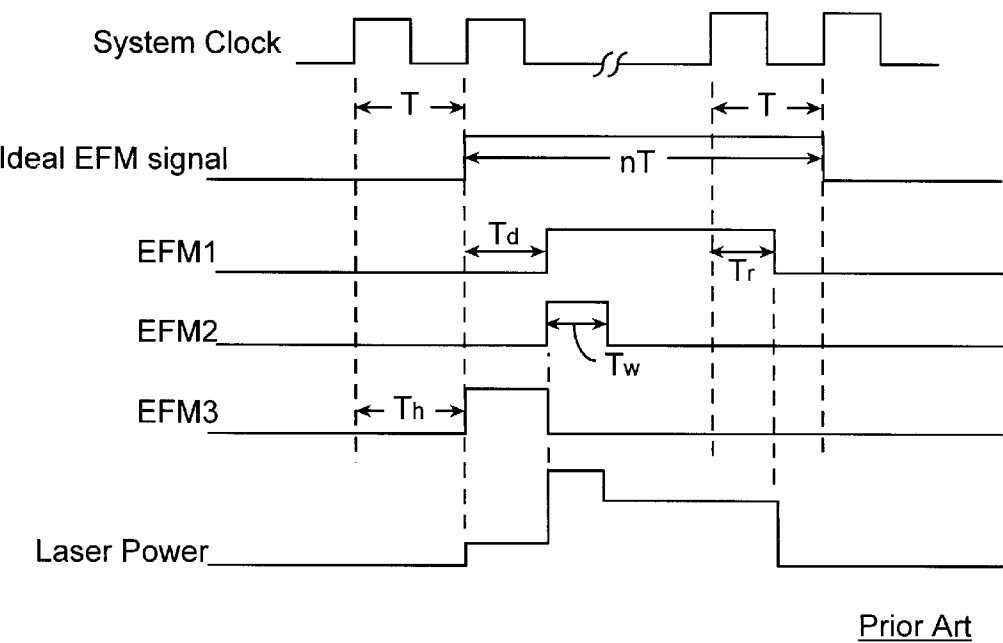 System Clock
T
T
Ideal EFM signal
nT
EFM1
Td
Tr
EFM2
Tw
EFM3
Th
Laser Power
Prior Art